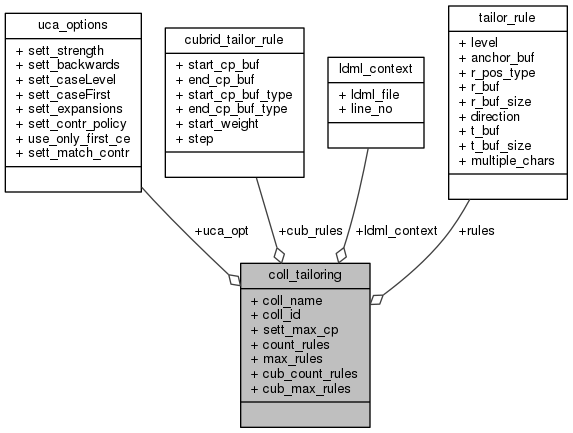 uca_options
+ sett_strength
+ sett_backwards
+ sett_caseLevel
+ sett_caseFirst
+ sett_expansions
+ sett_contr_policy
+ use_only_first_ce
+ sett_match_contr
cubrid_tailor_rule
+ start_cp_buf
+ end_cp_buf
+ start_cp_buf_type
+ end_cp_buf_type
+ start_weight
+ step
ldml_context
+ ldml_file
+ line_no
tailor_rule
+ level
+ anchor_buf
+ r_pos_type
+ r_buf
+ r_buf_size
+ direction
+ t_buf
+ t_buf_size
+ multiple_chars
+uca_opt
+cub_rules
+ldml_context
+rules
coll_tailoring
+ coll_name
+ coll_id
+ sett_max_cp
+ count_rules
+ max_rules
+ cub_count_rules
+ cub_max_rules